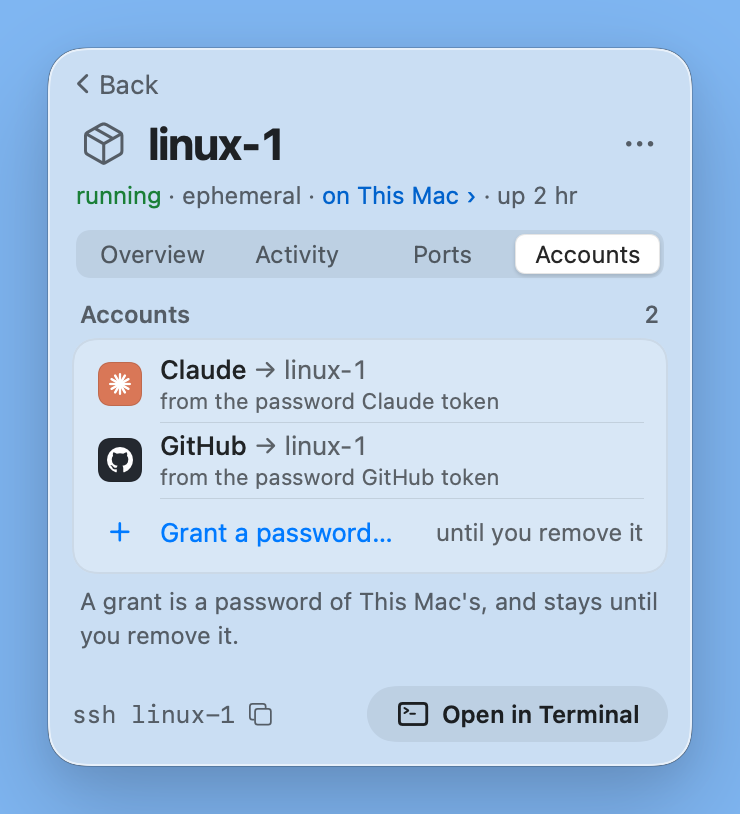 Back
linux-1
running · ephemeral · on This Mac › · up 2 hr
Overview Activity Ports Accounts
Accounts 2
Claude → linux-1
from the password Claude token
GitHub → linux-1
from the password GitHub token
+ Grant a password... until you remove it
A grant is a password of This Mac's, and stays until
you remove it.
ssh linux-1 Open in Terminal